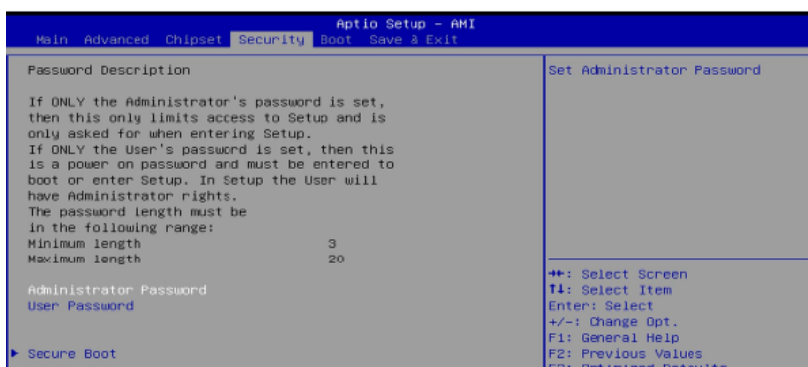 Aptio Setup - AMI
Main Advanced Chipset Security Boot Save & Exit
Password Description
If ONLY the Administrator's password is set,
then this only limits access to Setup and is
only asked for when entering Setup.
If ONLY the User's password is set, then this
is a power on password and must be entered to
boot or enter Setup. In Setup the User will
have Administrator rights.
The password length must be
in the following range:
Minimum length 3
Maximum length 20
Administrator Password
User Password
Secure Boot
Set Administrator Password
→←: Select Screen
↑↓: Select Item
Enter: Select
+/-: Change Opt.
F1: General Help
F2: Previous Values
F3: Optimized Defaults